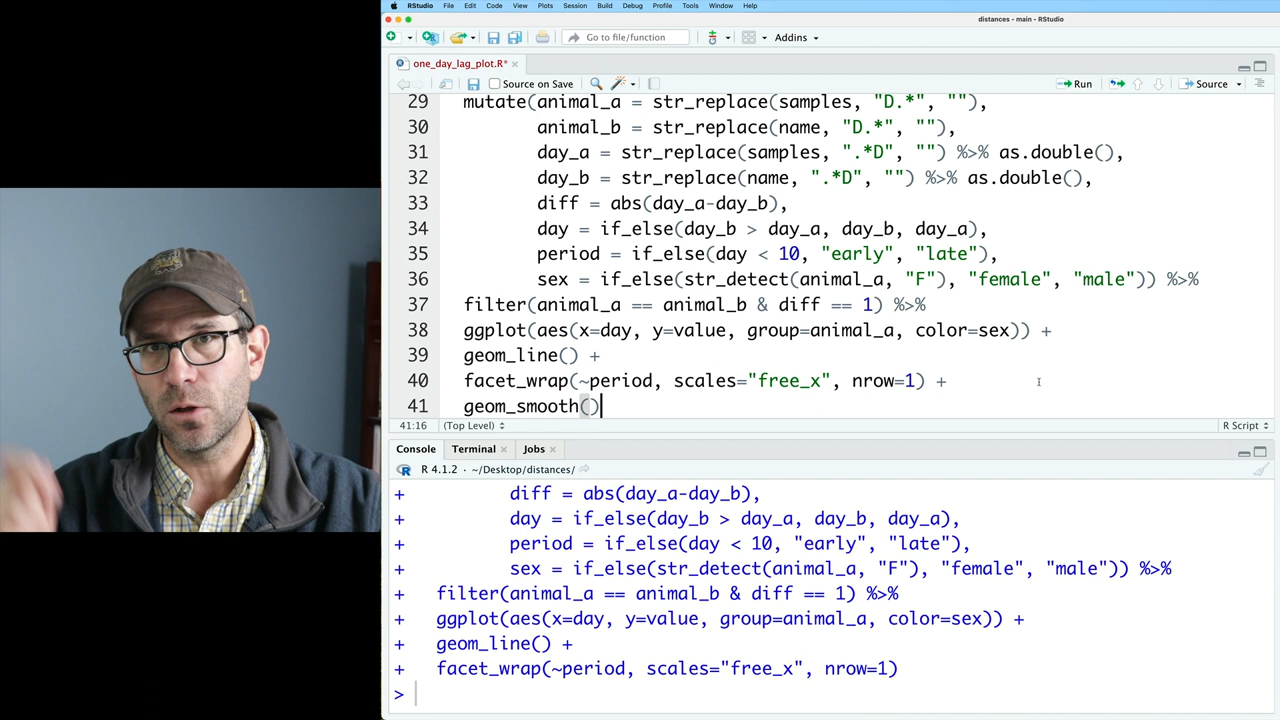 RStudio File Edit Code View Plots Session Build Debug Profile Tools Window Help
distances - main - RStudio
Go to file/function Addins
one_day_lag_plot.R*
Source on Save Run Source
29 mutate(animal_a = str_replace(samples, "D.*", ""),
30 animal_b = str_replace(name, "D.*", ""),
31 day_a = str_replace(samples, ".*D", "") %>% as.double(),
32 day_b = str_replace(name, ".*D", "") %>% as.double(),
33 diff = abs(day_a-day_b),
34 day = if_else(day_b > day_a, day_b, day_a),
35 period = if_else(day < 10, "early", "late"),
36 sex = if_else(str_detect(animal_a, "F"), "female", "male")) %>%
37 filter(animal_a == animal_b & diff == 1) %>%
38 ggplot(aes(x=day, y=value, group=animal_a, color=sex)) +
39 geom_line() +
40 facet_wrap(~period, scales="free_x", nrow=1) +
41 geom_smooth()
41:16 (Top Level) R Script
Console Terminal Jobs
R 4.1.2 · ~/Desktop/distances/
+ diff = abs(day_a-day_b),
+ day = if_else(day_b > day_a, day_b, day_a),
+ period = if_else(day < 10, "early", "late"),
+ sex = if_else(str_detect(animal_a, "F"), "female", "male")) %>%
+ filter(animal_a == animal_b & diff == 1) %>%
+ ggplot(aes(x=day, y=value, group=animal_a, color=sex)) +
+ geom_line() +
+ facet_wrap(~period, scales="free_x", nrow=1)
>